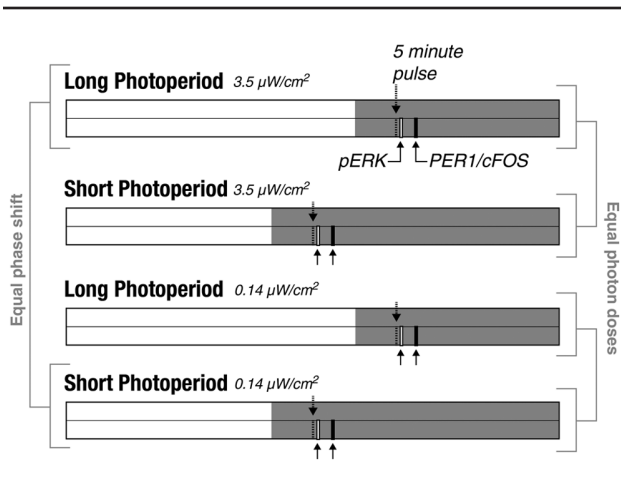 5 minute
pulse
Long Photoperiod 3.5 µW/cm²
pERK
PER1/cFOS
Short Photoperiod 3.5 µW/cm²
Long Photoperiod 0.14 µW/cm²
Short Photoperiod 0.14 µW/cm²
Equal phase shift
Equal photon doses